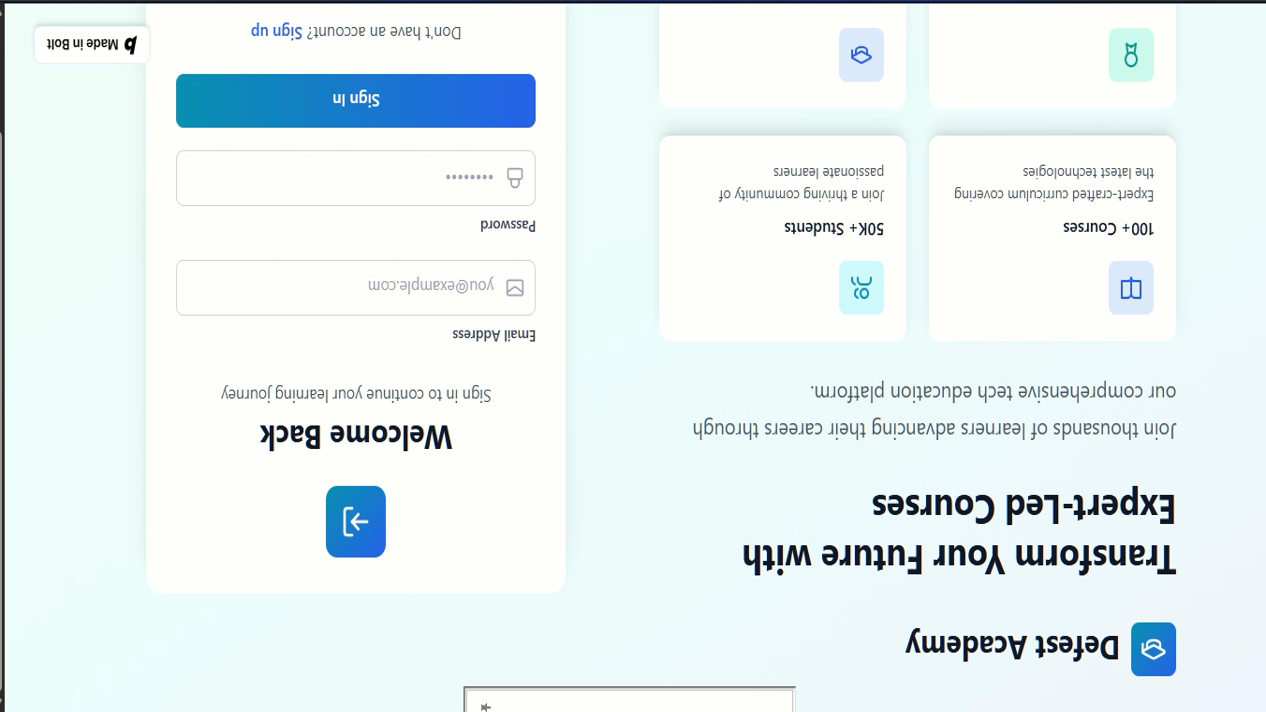 Defest Academy
Transform Your Future with
Expert-Led Courses
Join thousands of learners advancing their careers through
our comprehensive tech education platform.
100+ Courses
Expert-crafted curriculum covering
the latest technologies
50K+ Students
Join a thriving community of
passionate learners
Welcome Back
Sign in to continue your learning journey
Email Address
you@example.com
Password
••••••••
Sign In
Don't have an account? Sign up
b Made in Bolt